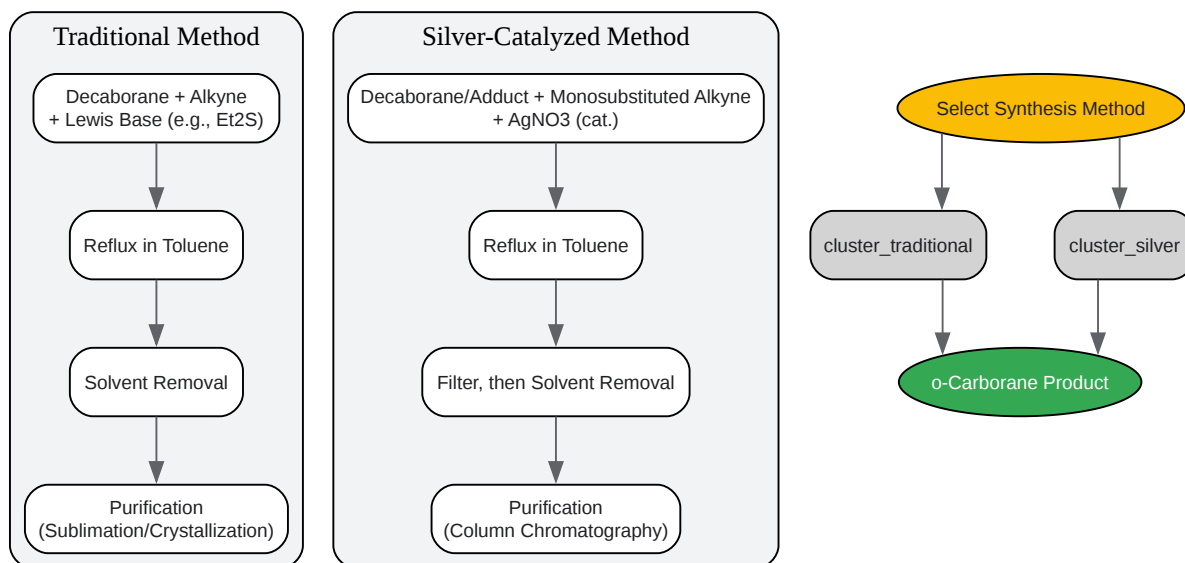 Traditional Method
Decaborane + Alkyne
+ Lewis Base (e.g., Et2S)
Reflux in Toluene
Solvent Removal
Purification
(Sublimation/Crystallization)
Silver-Catalyzed Method
Decaborane/Adduct + Monosubstituted Alkyne
+ AgNO3 (cat.)
Reflux in Toluene
Filter, then Solvent Removal
Purification
(Column Chromatography)
Select Synthesis Method
cluster_traditional
cluster_silver
o-Carborane Product